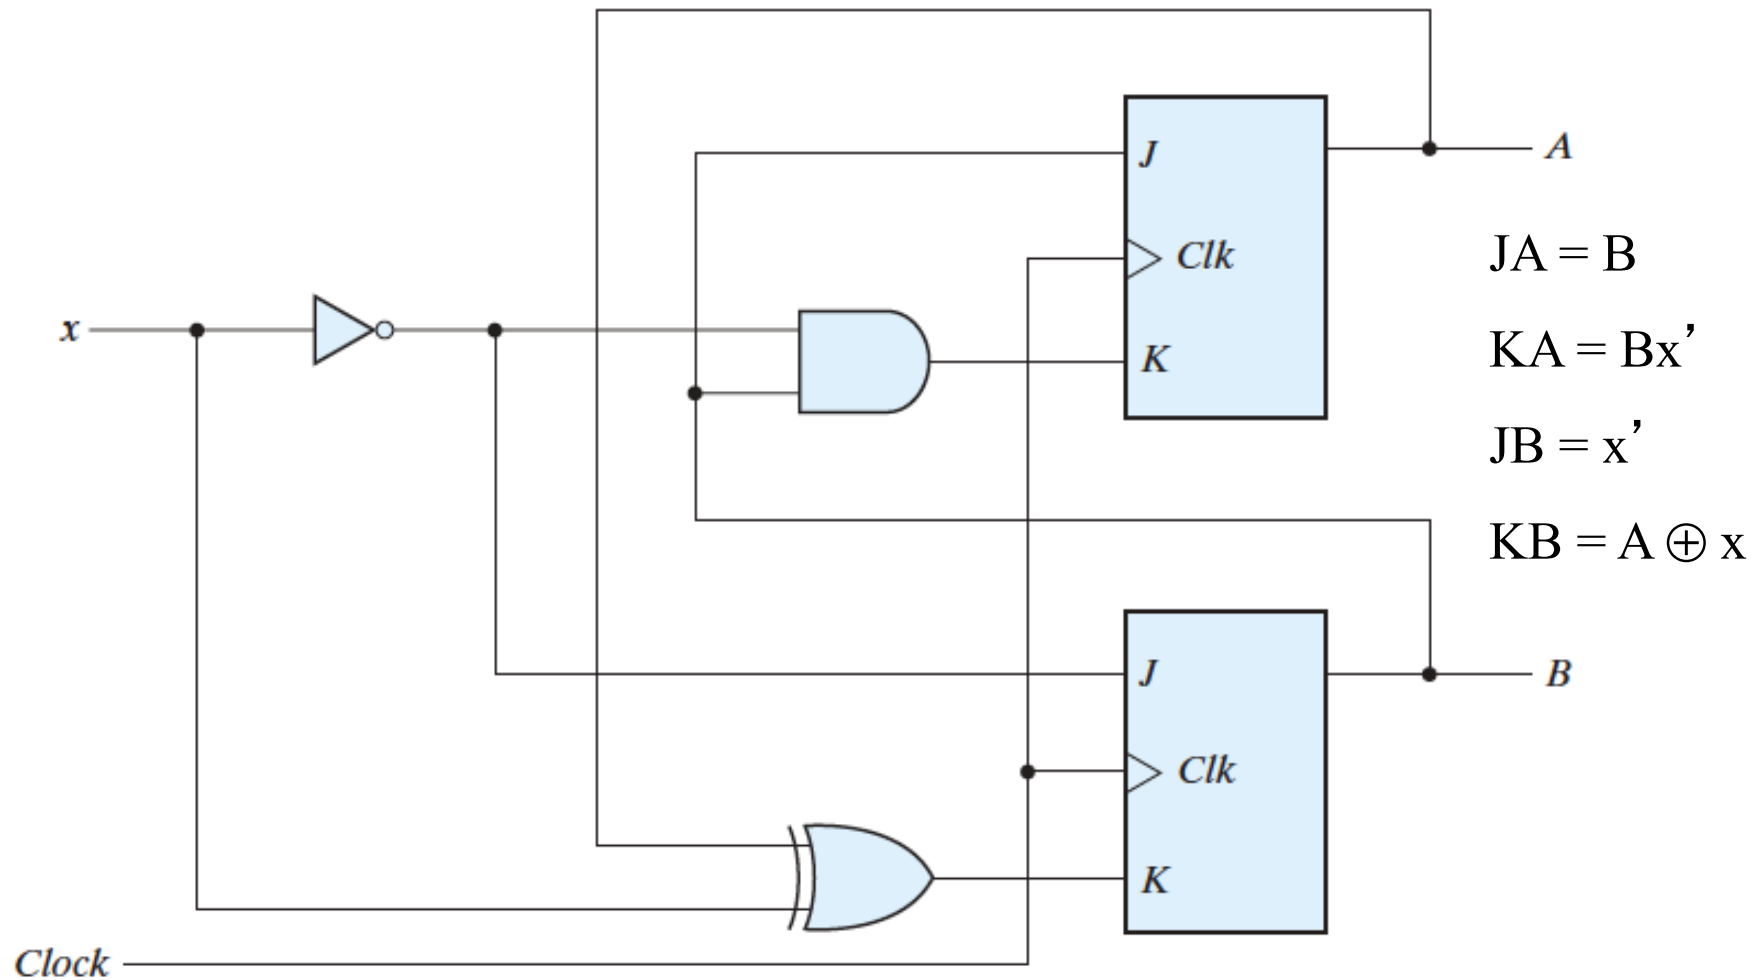 J
A
Clk
JA = B
x
KA = Bx’
K
JB = x’
KB = A ⊕ x
J
B
Clk
K
Clock